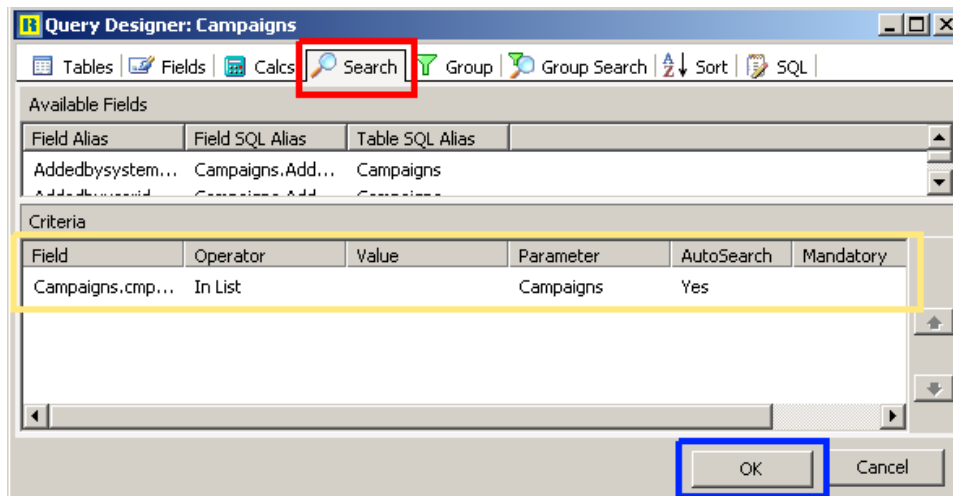 Query Designer: Campaigns
Tables Fields Calcs Search Group Group Search Sort SQL
Available Fields
Field Alias Field SQL Alias Table SQL Alias
Addedbysystem... Campaigns.Add... Campaigns
Criteria
Field Operator Value Parameter AutoSearch Mandatory
Campaigns.cmp... In List Campaigns Yes
OK Cancel